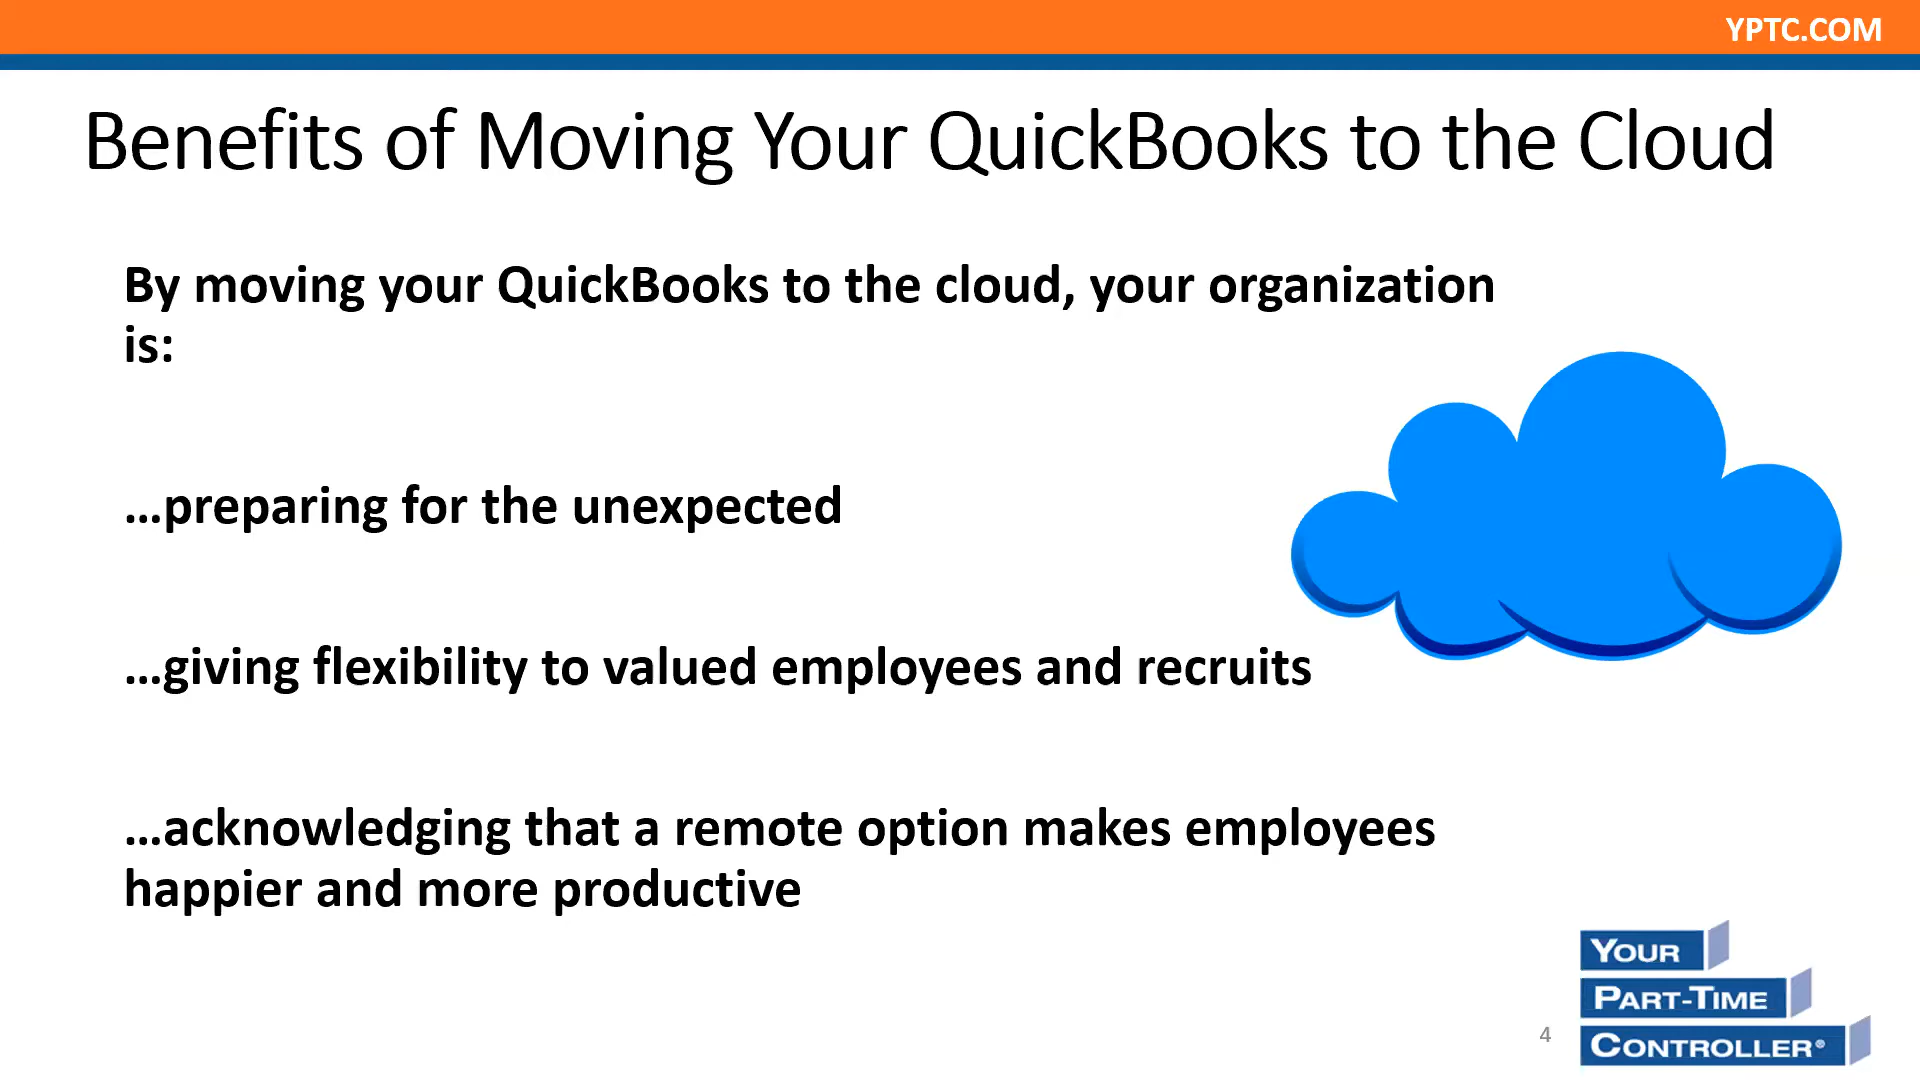 YPTC.COM
Benefits of Moving Your QuickBooks to the Cloud
By moving your QuickBooks to the cloud, your organization
is:
...preparing for the unexpected
...giving flexibility to valued employees and recruits
...acknowledging that a remote option makes employees
happier and more productive
YOUR
PART-TIME
CONTROLLER®
4